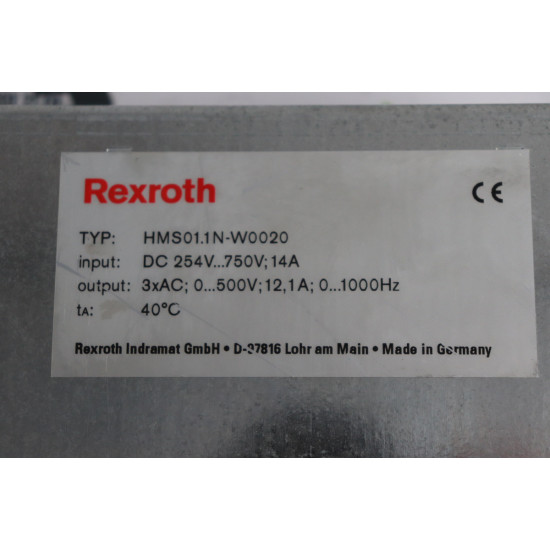 Rexroth CE
TYP: HMS01.1N-W0020
input: DC 254V...750V; 14A
output: 3xAC; 0...500V; 12,1A; 0...1000Hz
tA: 40°C
Rexroth Indramat GmbH • D-97816 Lohr am Main • Made in Germany